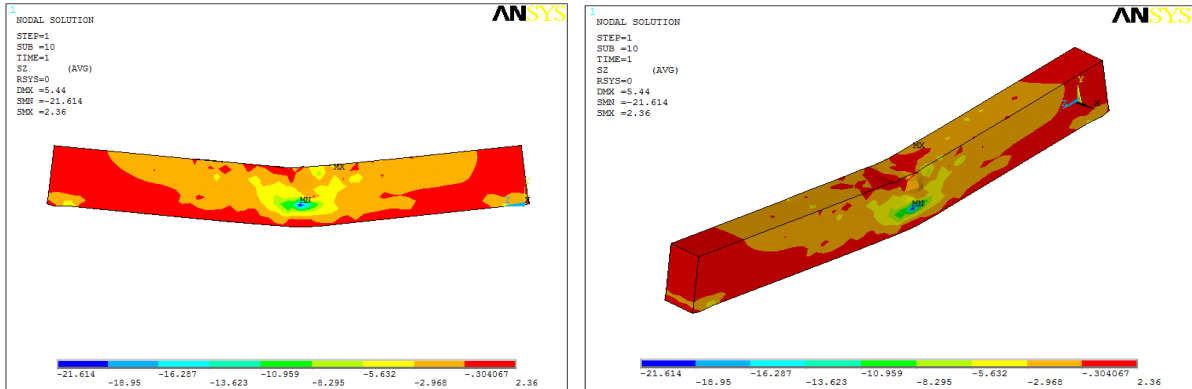 1
ANSYS
NODAL SOLUTION
STEP=1
SUB =10
TIME=1
SZ (AVG)
RSYS=0
DMX =5.44
SMN =-21.614
SMX =2.36
MX
MN
Z X
-21.614 -16.287 -10.959 -5.632 -.304067
-18.95 -13.623 -8.295 -2.968 2.36
1
ANSYS
NODAL SOLUTION
STEP=1
SUB =10
TIME=1
SZ (AVG)
RSYS=0
DMX =5.44
SMN =-21.614
SMX =2.36
Y
Z X
MX
MN
-21.614 -16.287 -10.959 -5.632 -.304067
-18.95 -13.623 -8.295 -2.968 2.36